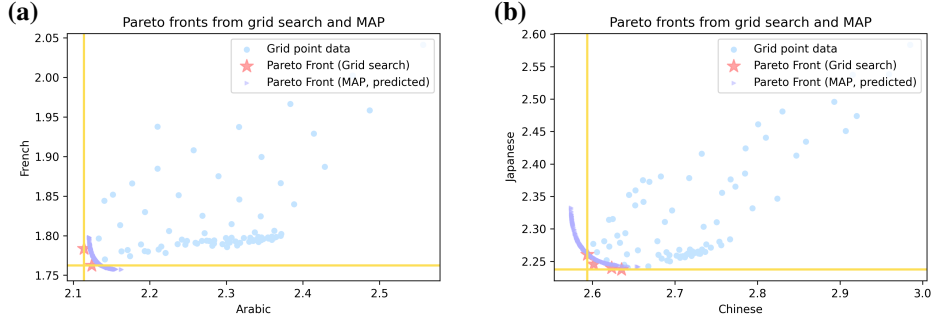 (a)
Pareto fronts from grid search and MAP
Grid point data
Pareto Front (Grid search)
Pareto Front (MAP, predicted)
French
2.05
2.00
1.95
1.90
1.85
1.80
1.75
2.1
2.2
2.3
2.4
2.5
Arabic
(b)
Pareto fronts from grid search and MAP
Grid point data
Pareto Front (Grid search)
Pareto Front (MAP, predicted)
Japanese
2.60
2.55
2.50
2.45
2.40
2.35
2.30
2.25
2.6
2.7
2.8
2.9
3.0
Chinese